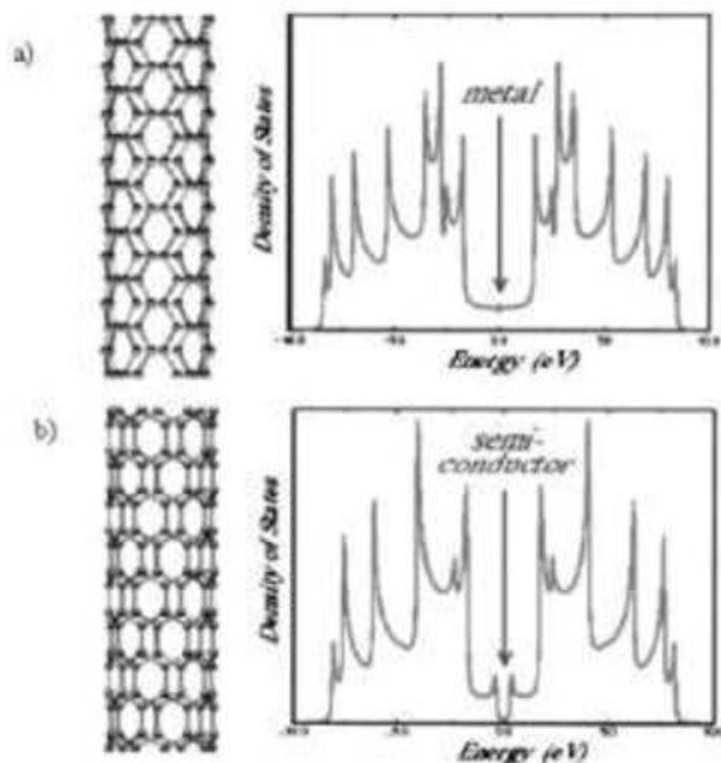 a)
metal
Density of States
Energy (eV)
b)
semi-
conductor
Density of States
Energy (eV)